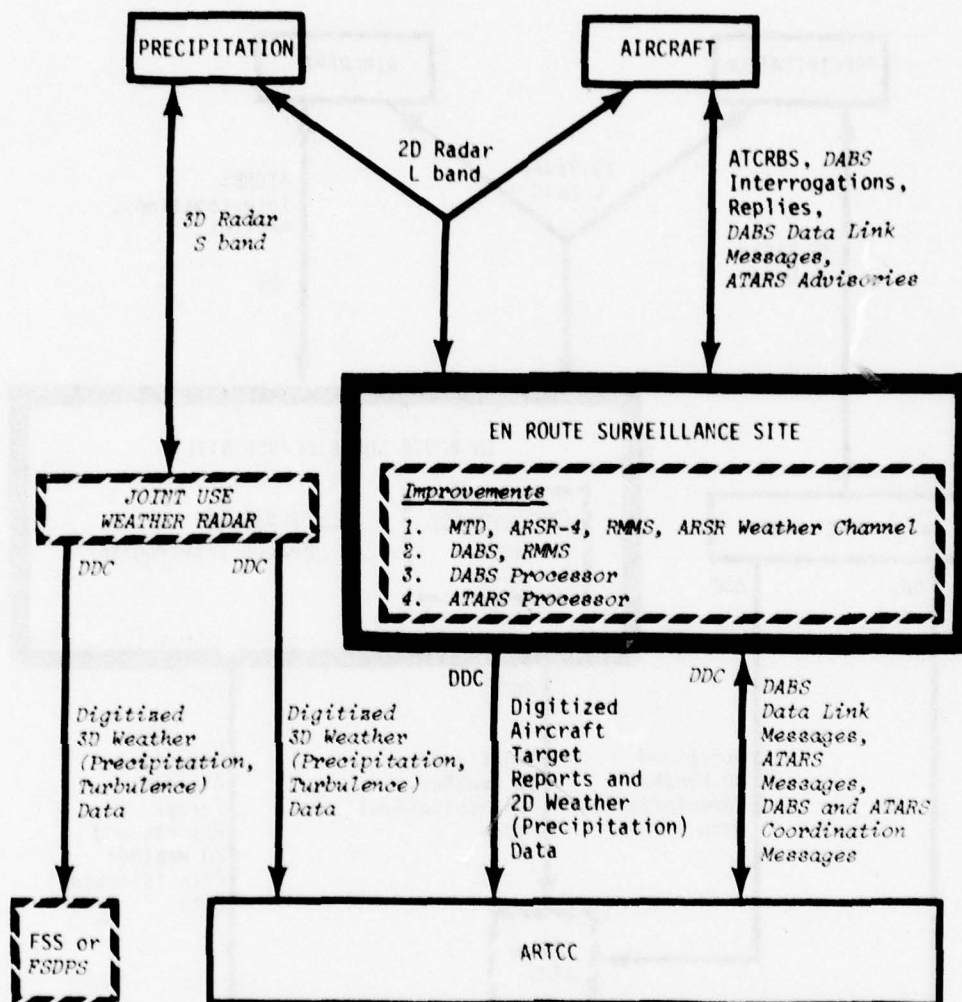 PRECIPITATION
AIRCRAFT
2D Radar
L band
3D Radar
S band
ATCRBS, DABS
Interrogations,
Replies,
DABS Data Link
Messages,
ATARS Advisories
EN ROUTE SURVEILLANCE SITE
Improvements
1. MTD, ARSR-4, RMMS, ARSR Weather Channel
2. DABS, RMMS
3. DABS Processor
4. ATARS Processor
JOINT USE
WEATHER RADAR
DDC
DDC
DDC
DDC
Digitized
3D Weather
(Precipitation,
Turbulence)
Data
Digitized
3D Weather
(Precipitation,
Turbulence)
Data
Digitized
Aircraft
Target
Reports and
2D Weather
(Precipitation)
Data
DABS
Data Link
Messages,
ATARS
Messages,
DABS and ATARS
Coordination
Messages
FSS or
FSDPS
ARTCC